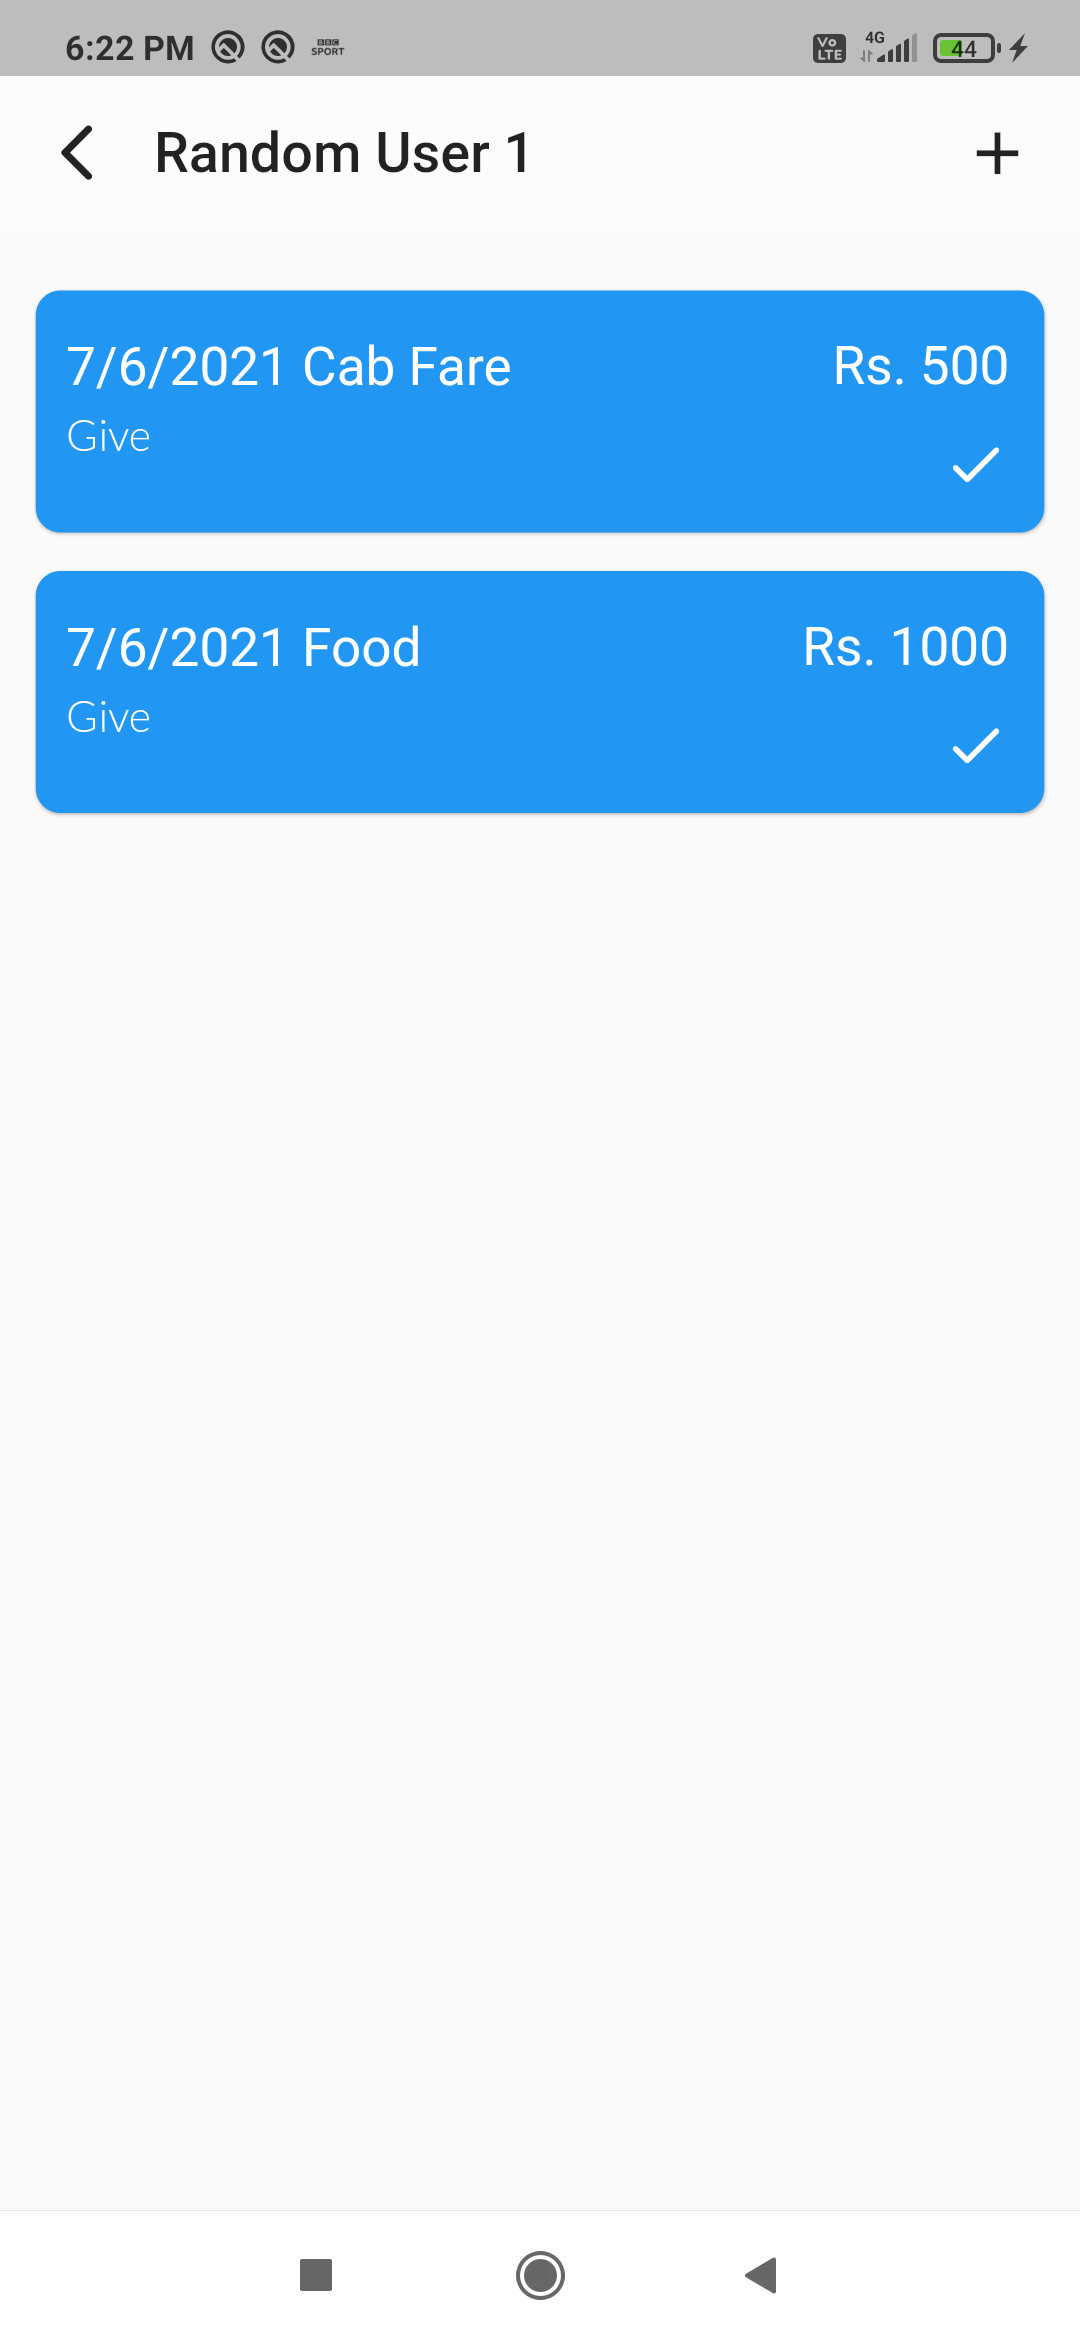 6:22 PM BBC SPORT Vo LTE 4G 44
Random User 1
7/6/2021 Cab Fare Rs. 500
Give
7/6/2021 Food Rs. 1000
Give